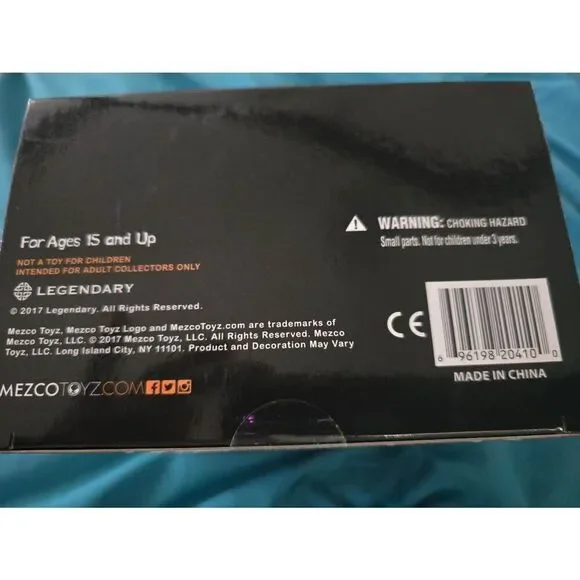 For Ages 15 and Up
NOT A TOY FOR CHILDREN
INTENDED FOR ADULT COLLECTORS ONLY
LEGENDARY
© 2017 Legendary. All Rights Reserved.
Mezco Toyz, Mezco Toyz Logo and MezcoToyz.com are trademarks of
Mezco Toyz, LLC. © 2017 Mezco Toyz, LLC. All Rights Reserved. Mezco
Toyz, LLC. Long Island City, NY 11101. Product and Decoration May Vary
MEZCOTOYZ.COM
WARNING: CHOKING HAZARD
Small parts. Not for children under 3 years.
CE
6 96198 20410 0
MADE IN CHINA